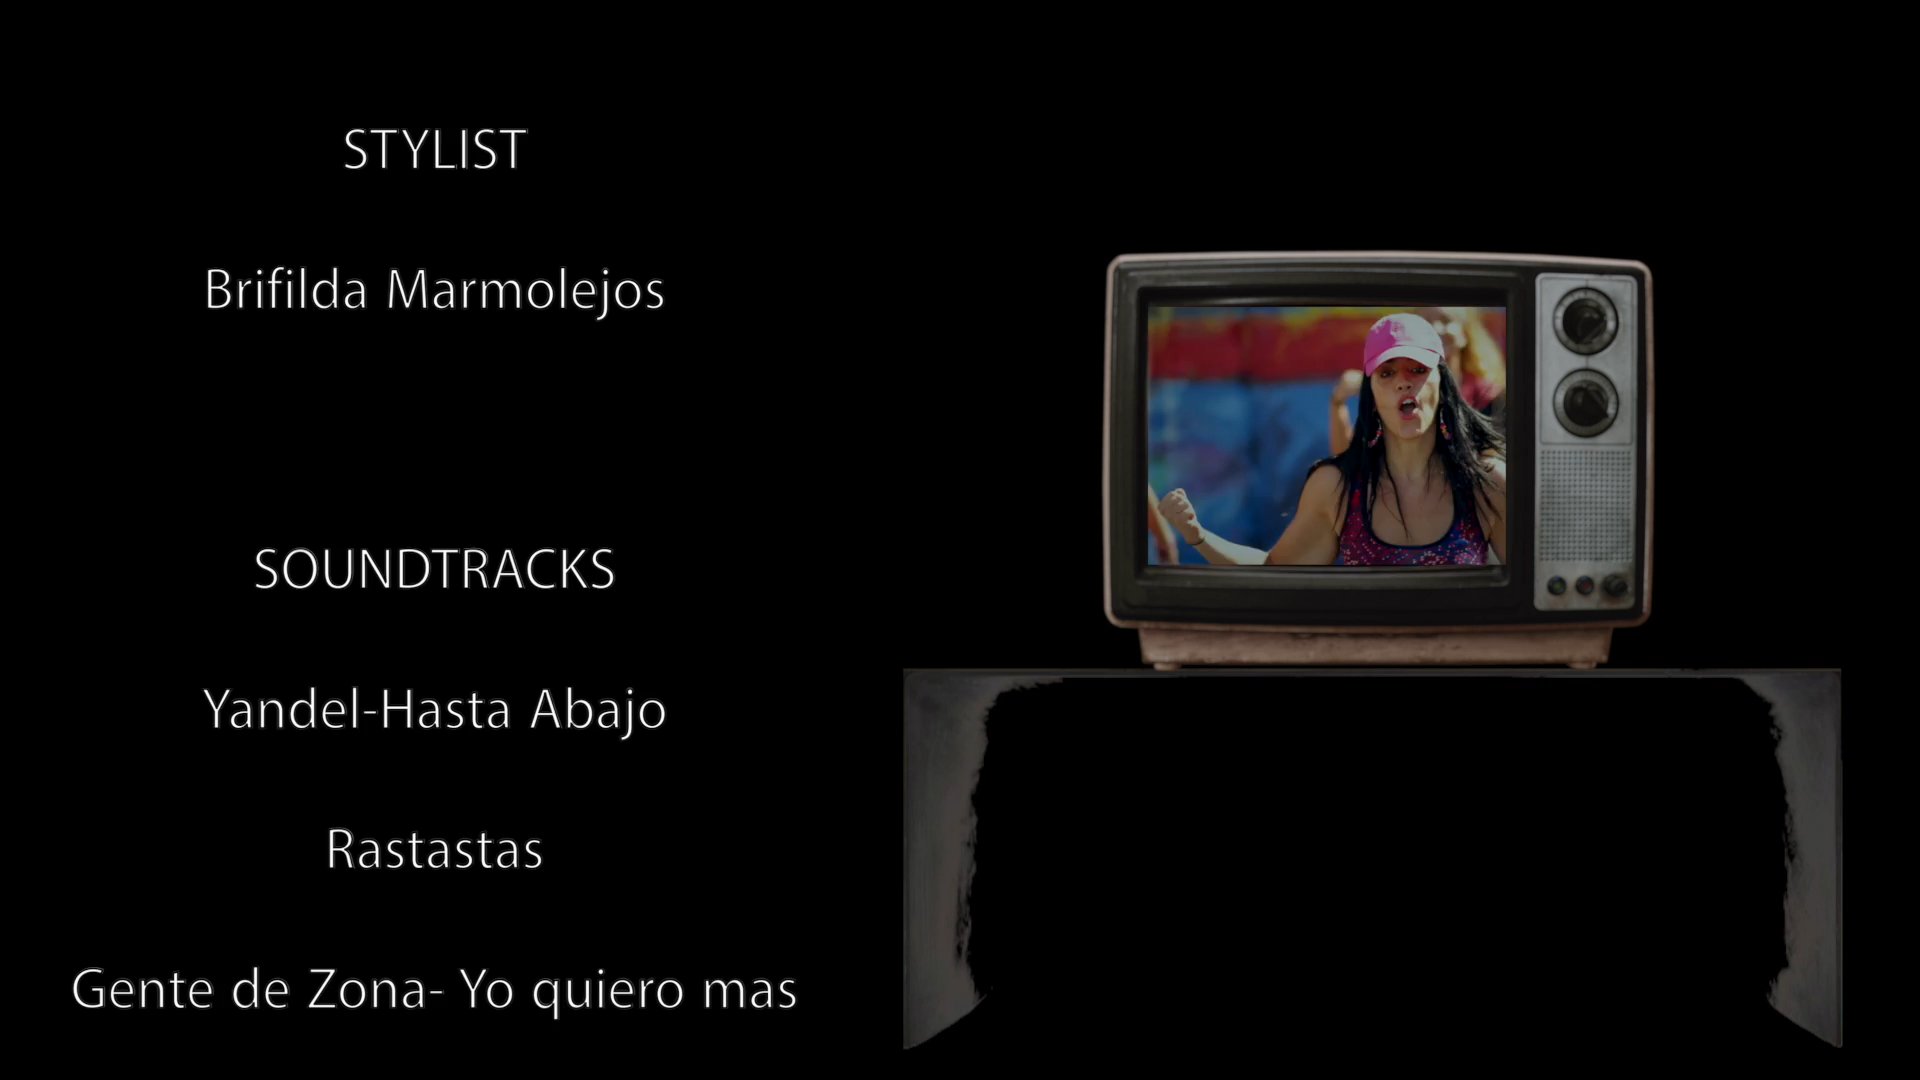 STYLIST
Brifilda Marmolejos
SOUNDTRACKS
Yandel-Hasta Abajo
Rastastas
Gente de Zona- Yo quiero mas